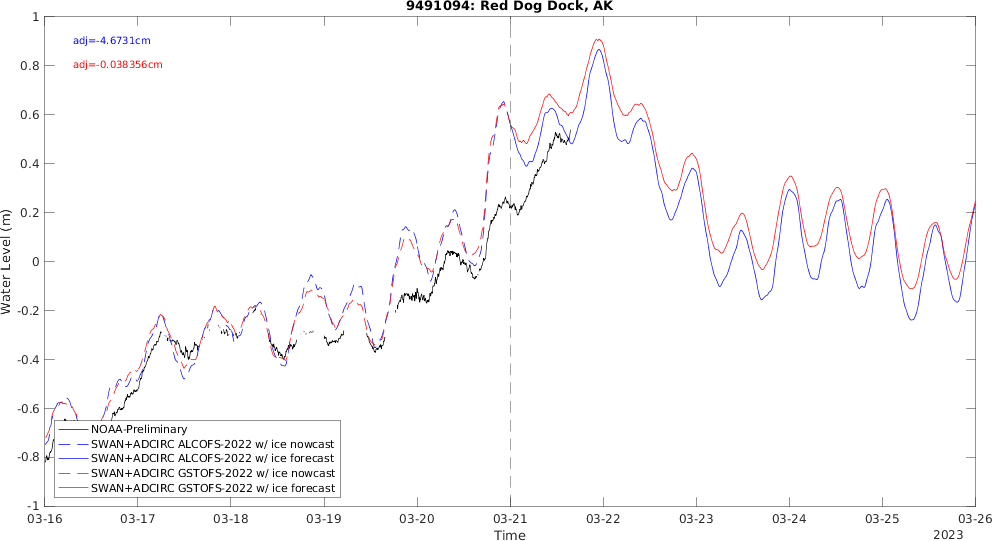 9491094: Red Dog Dock, AK
adj=-4.6731cm
adj=-0.038356cm
Water Level (m)
1
0.8
0.6
0.4
0.2
0
-0.2
-0.4
-0.6
-0.8
-1
NOAA-Preliminary
SWAN+ADCIRC ALCOFS-2022 w/ ice nowcast
SWAN+ADCIRC ALCOFS-2022 w/ ice forecast
SWAN+ADCIRC GSTOFS-2022 w/ ice nowcast
SWAN+ADCIRC GSTOFS-2022 w/ ice forecast
03-16 03-17 03-18 03-19 03-20 03-21 03-22 03-23 03-24 03-25 03-26
Time
2023